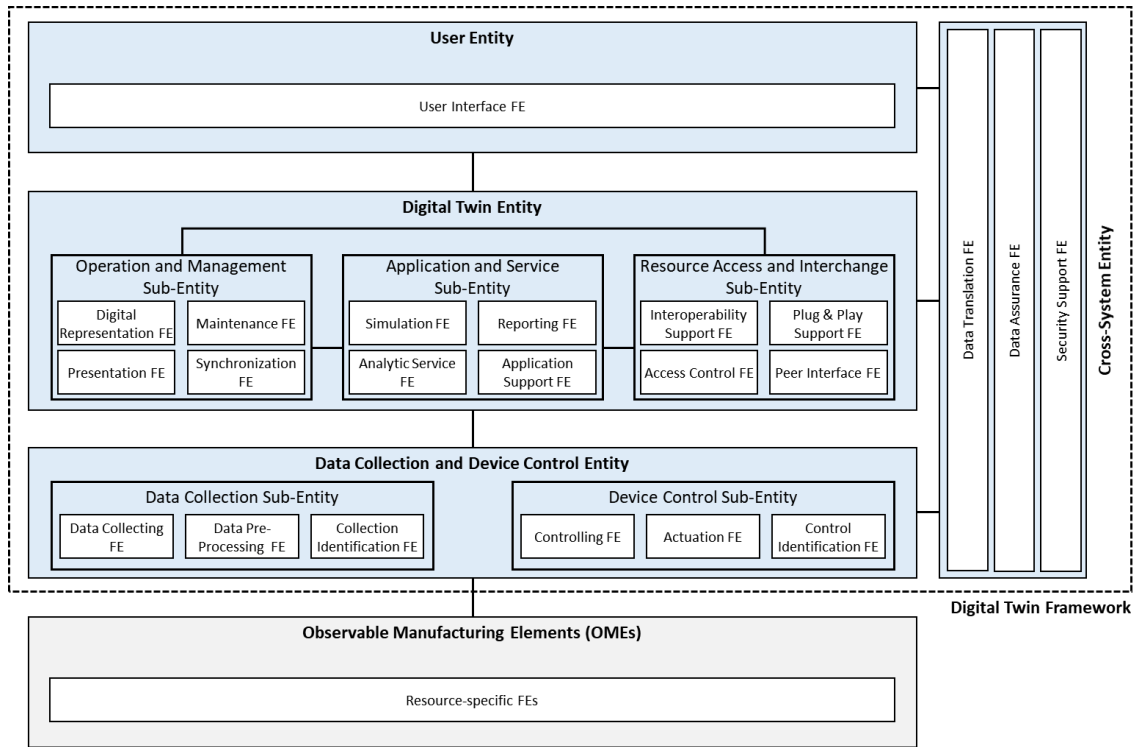 User Entity
User Interface FE
Digital Twin Entity
Operation and Management
Sub-Entity
Digital
Representation FE
Maintenance FE
Presentation FE
Synchronization
FE
Application and Service
Sub-Entity
Simulation FE
Reporting FE
Analytic Service
FE
Application
Support FE
Resource Access and Interchange
Sub-Entity
Interoperability
Support FE
Plug & Play
Support FE
Access Control FE
Peer Interface FE
Data Collection and Device Control Entity
Data Collection Sub-Entity
Data Collecting
FE
Data Pre-
Processing FE
Collection
Identification FE
Device Control Sub-Entity
Controlling FE
Actuation FE
Control
Identification FE
Data Translation FE
Data Assurance FE
Security Support FE
Cross-System Entity
Digital Twin Framework
Observable Manufacturing Elements (OMEs)
Resource-specific FEs